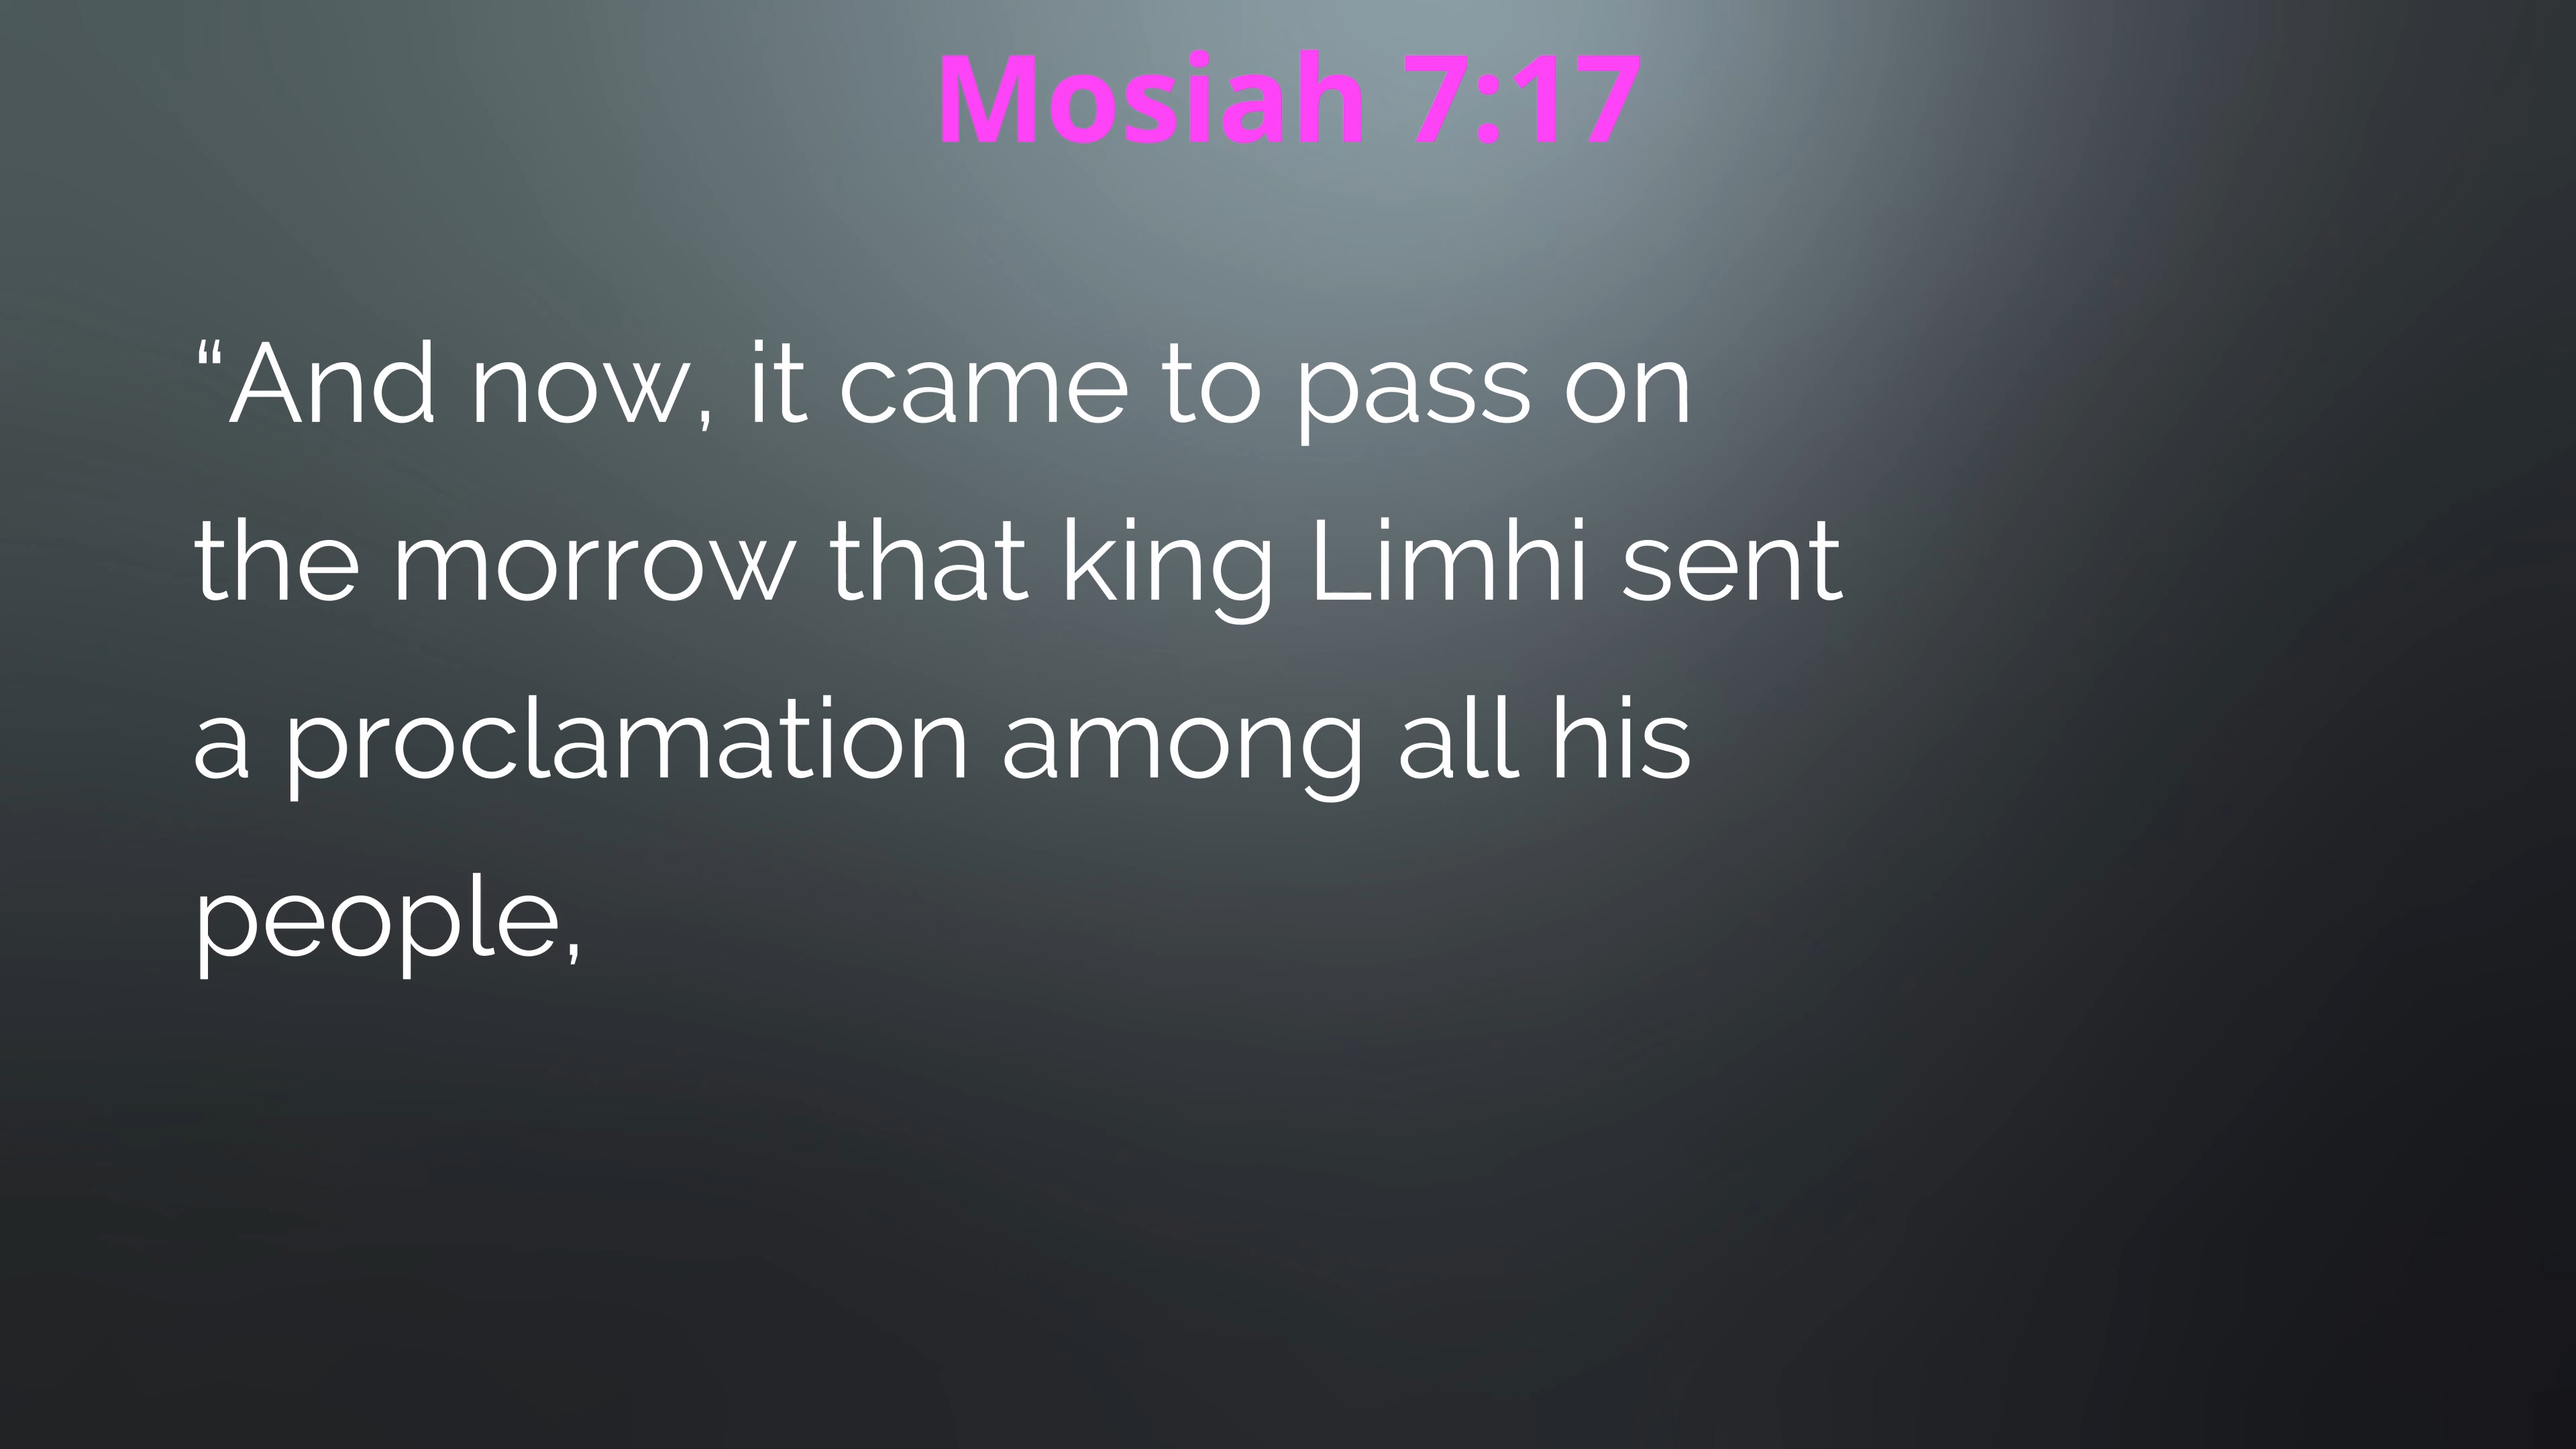 Mosiah 7:17
“And now, it came to pass on
the morrow that king Limhi sent
a proclamation among all his
people,